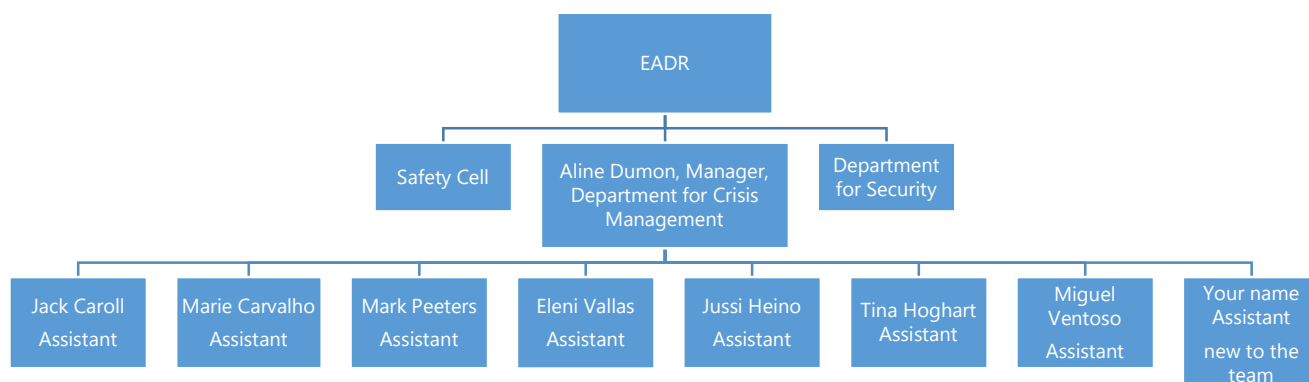 EADR
Safety Cell
Aline Dumon, Manager,
Department for Crisis
Management
Department
for Security
Jack Caroll
Assistant
Marie Carvalho
Assistant
Mark Peeters
Assistant
Eleni Vallas
Assistant
Jussi Heino
Assistant
Tina Hoghart
Assistant
Miguel
Ventoso
Assistant
Your name
Assistant
new to the
team